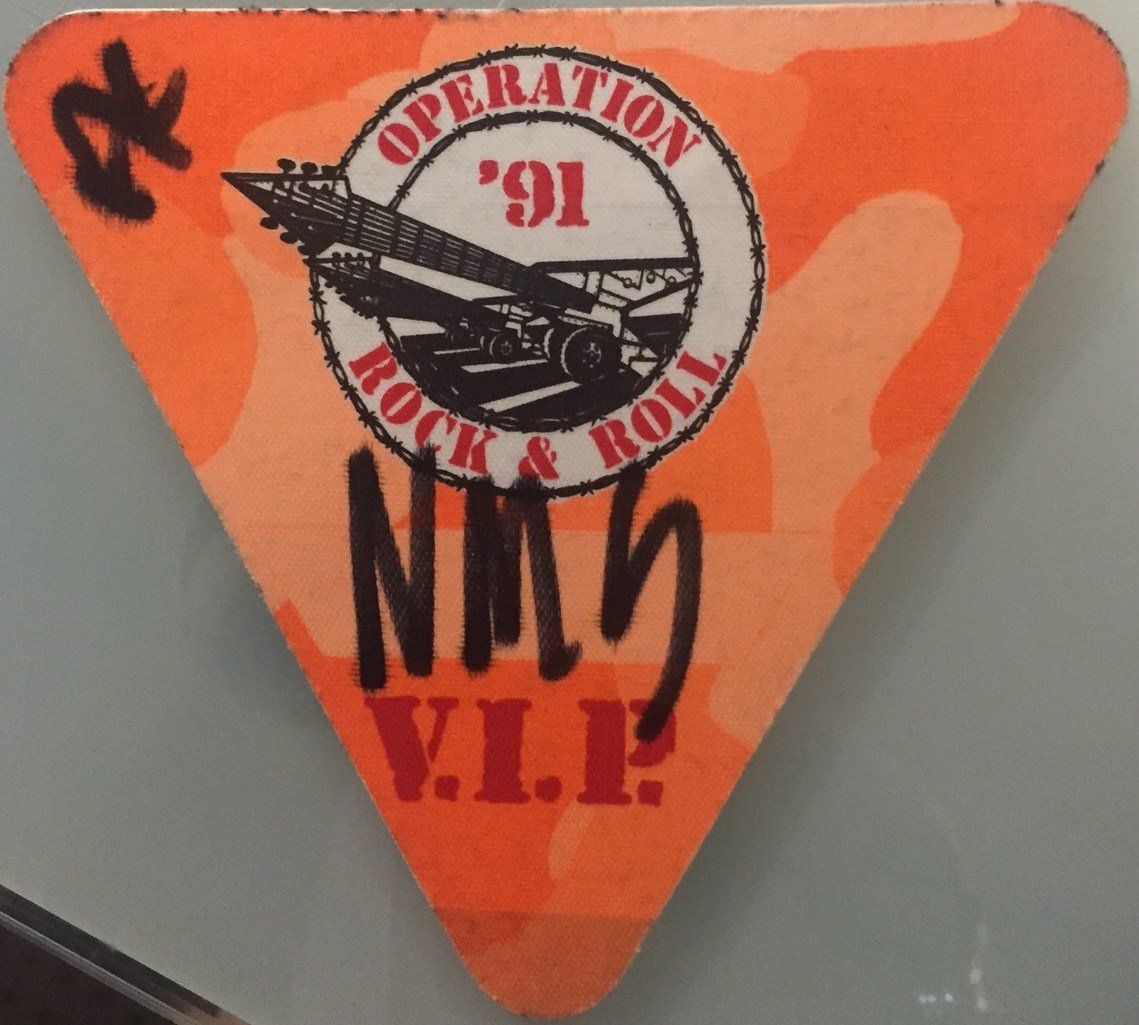 OPERATION
'91
ROCK & ROLL
NMS
V.I.P.